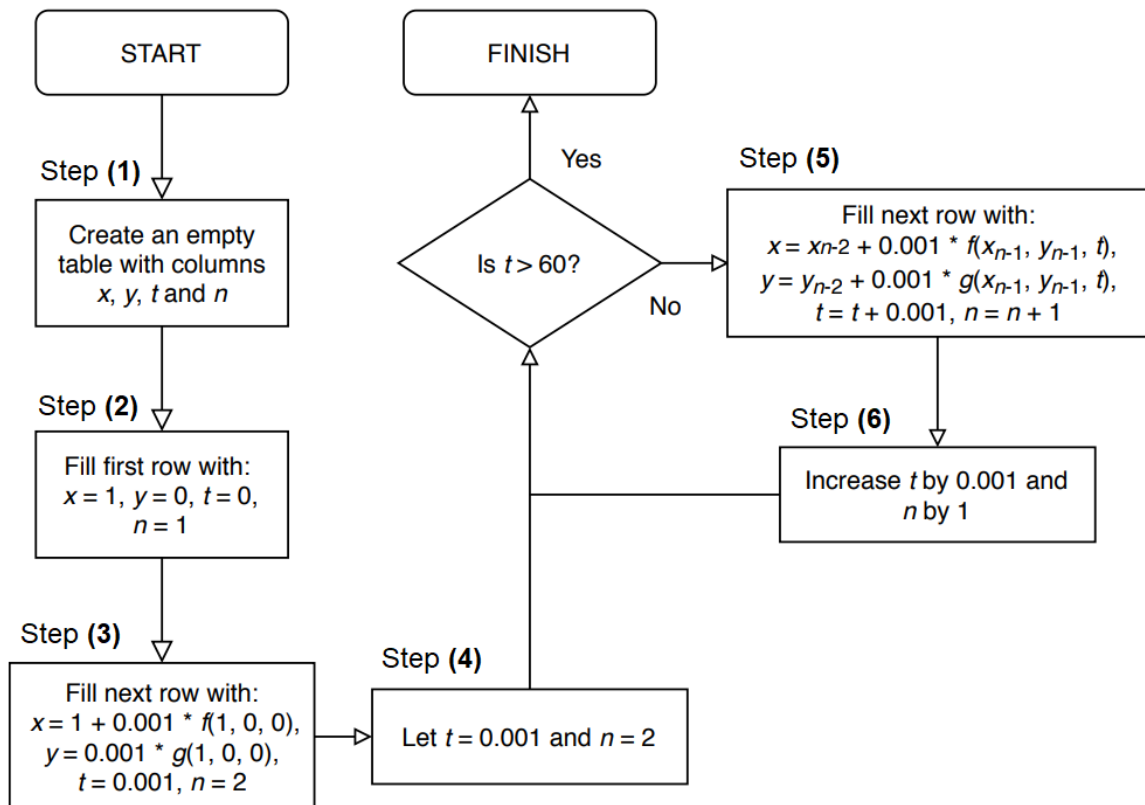 START
Step (1)
Create an empty
table with columns
x, y, t and n
Step (2)
Fill first row with:
x = 1, y = 0, t = 0,
n = 1
Step (3)
Fill next row with:
x = 1 + 0.001 * f(1, 0, 0),
y = 0.001 * g(1, 0, 0),
t = 0.001, n = 2
Step (4)
Let t = 0.001 and n = 2
FINISH
Yes
Is t > 60?
No
Step (5)
Fill next row with:
x = xn-2 + 0.001 * f(xn-1, yn-1, t),
y = yn-2 + 0.001 * g(xn-1, yn-1, t),
t = t + 0.001, n = n + 1
Step (6)
Increase t by 0.001 and
n by 1